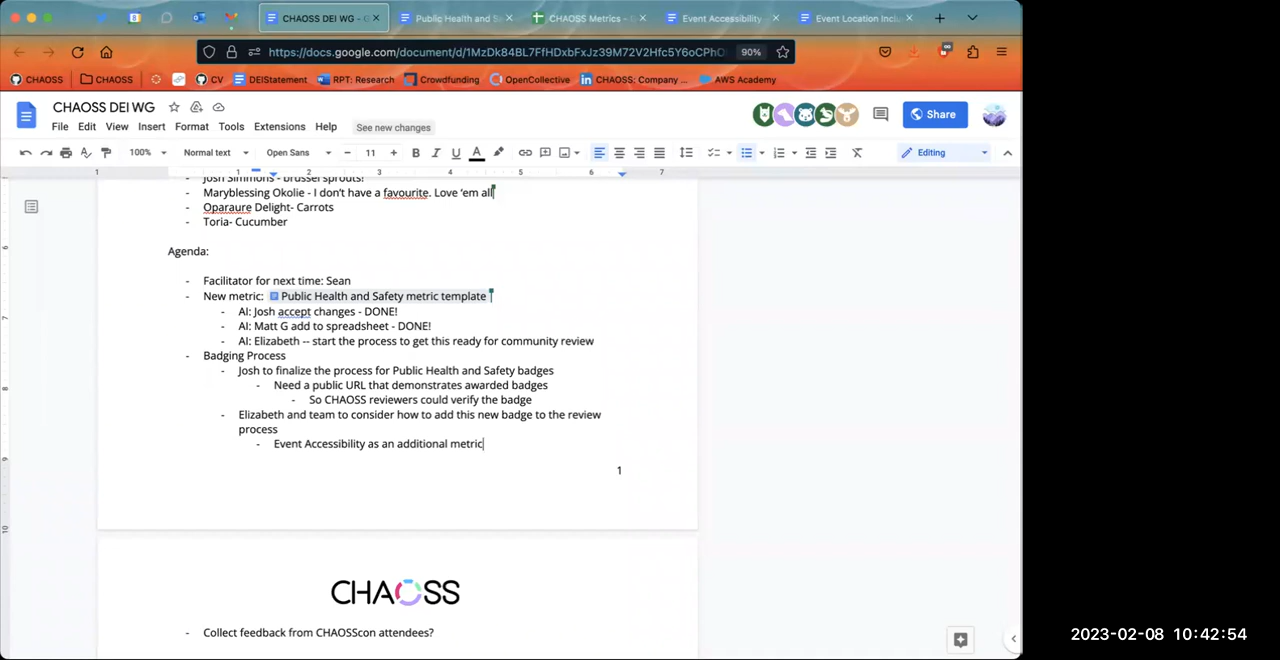 CHAOSS DEI WG - C
Public Health and S
CHAOSS Metrics -
Event Accessibility
Event Location Inclu
https://docs.google.com/document/d/1MzDk84BL7FfHDxbFxJz39M72V2Hfc5Y6oCPhO
90%
CHAOSS
CHAOSS
CV
DEIStatement
RPT: Research
Crowdfunding
OpenCollective
CHAOSS: Company ...
AWS Academy
CHAOSS DEI WG
File Edit View Insert Format Tools Extensions Help
See new changes
Share
100%
Normal text
Open Sans
11
Editing
1 1 2 3 4 5 6 7
Josh Simmons - brussel sprouts!
- Maryblessing Okolie - I don't have a favourite. Love 'em all
- Oparaure Delight- Carrots
- Toria- Cucumber
Agenda:
- Facilitator for next time: Sean
- New metric: Public Health and Safety metric template
- AI: Josh accept changes - DONE!
- AI: Matt G add to spreadsheet - DONE!
- AI: Elizabeth -- start the process to get this ready for community review
- Badging Process
- Josh to finalize the process for Public Health and Safety badges
- Need a public URL that demonstrates awarded badges
- So CHAOSS reviewers could verify the badge
- Elizabeth and team to consider how to add this new badge to the review
process
- Event Accessibility as an additional metric
1
CHAOSS
- Collect feedback from CHAOSScon attendees?
2023-02-08 10:42:54